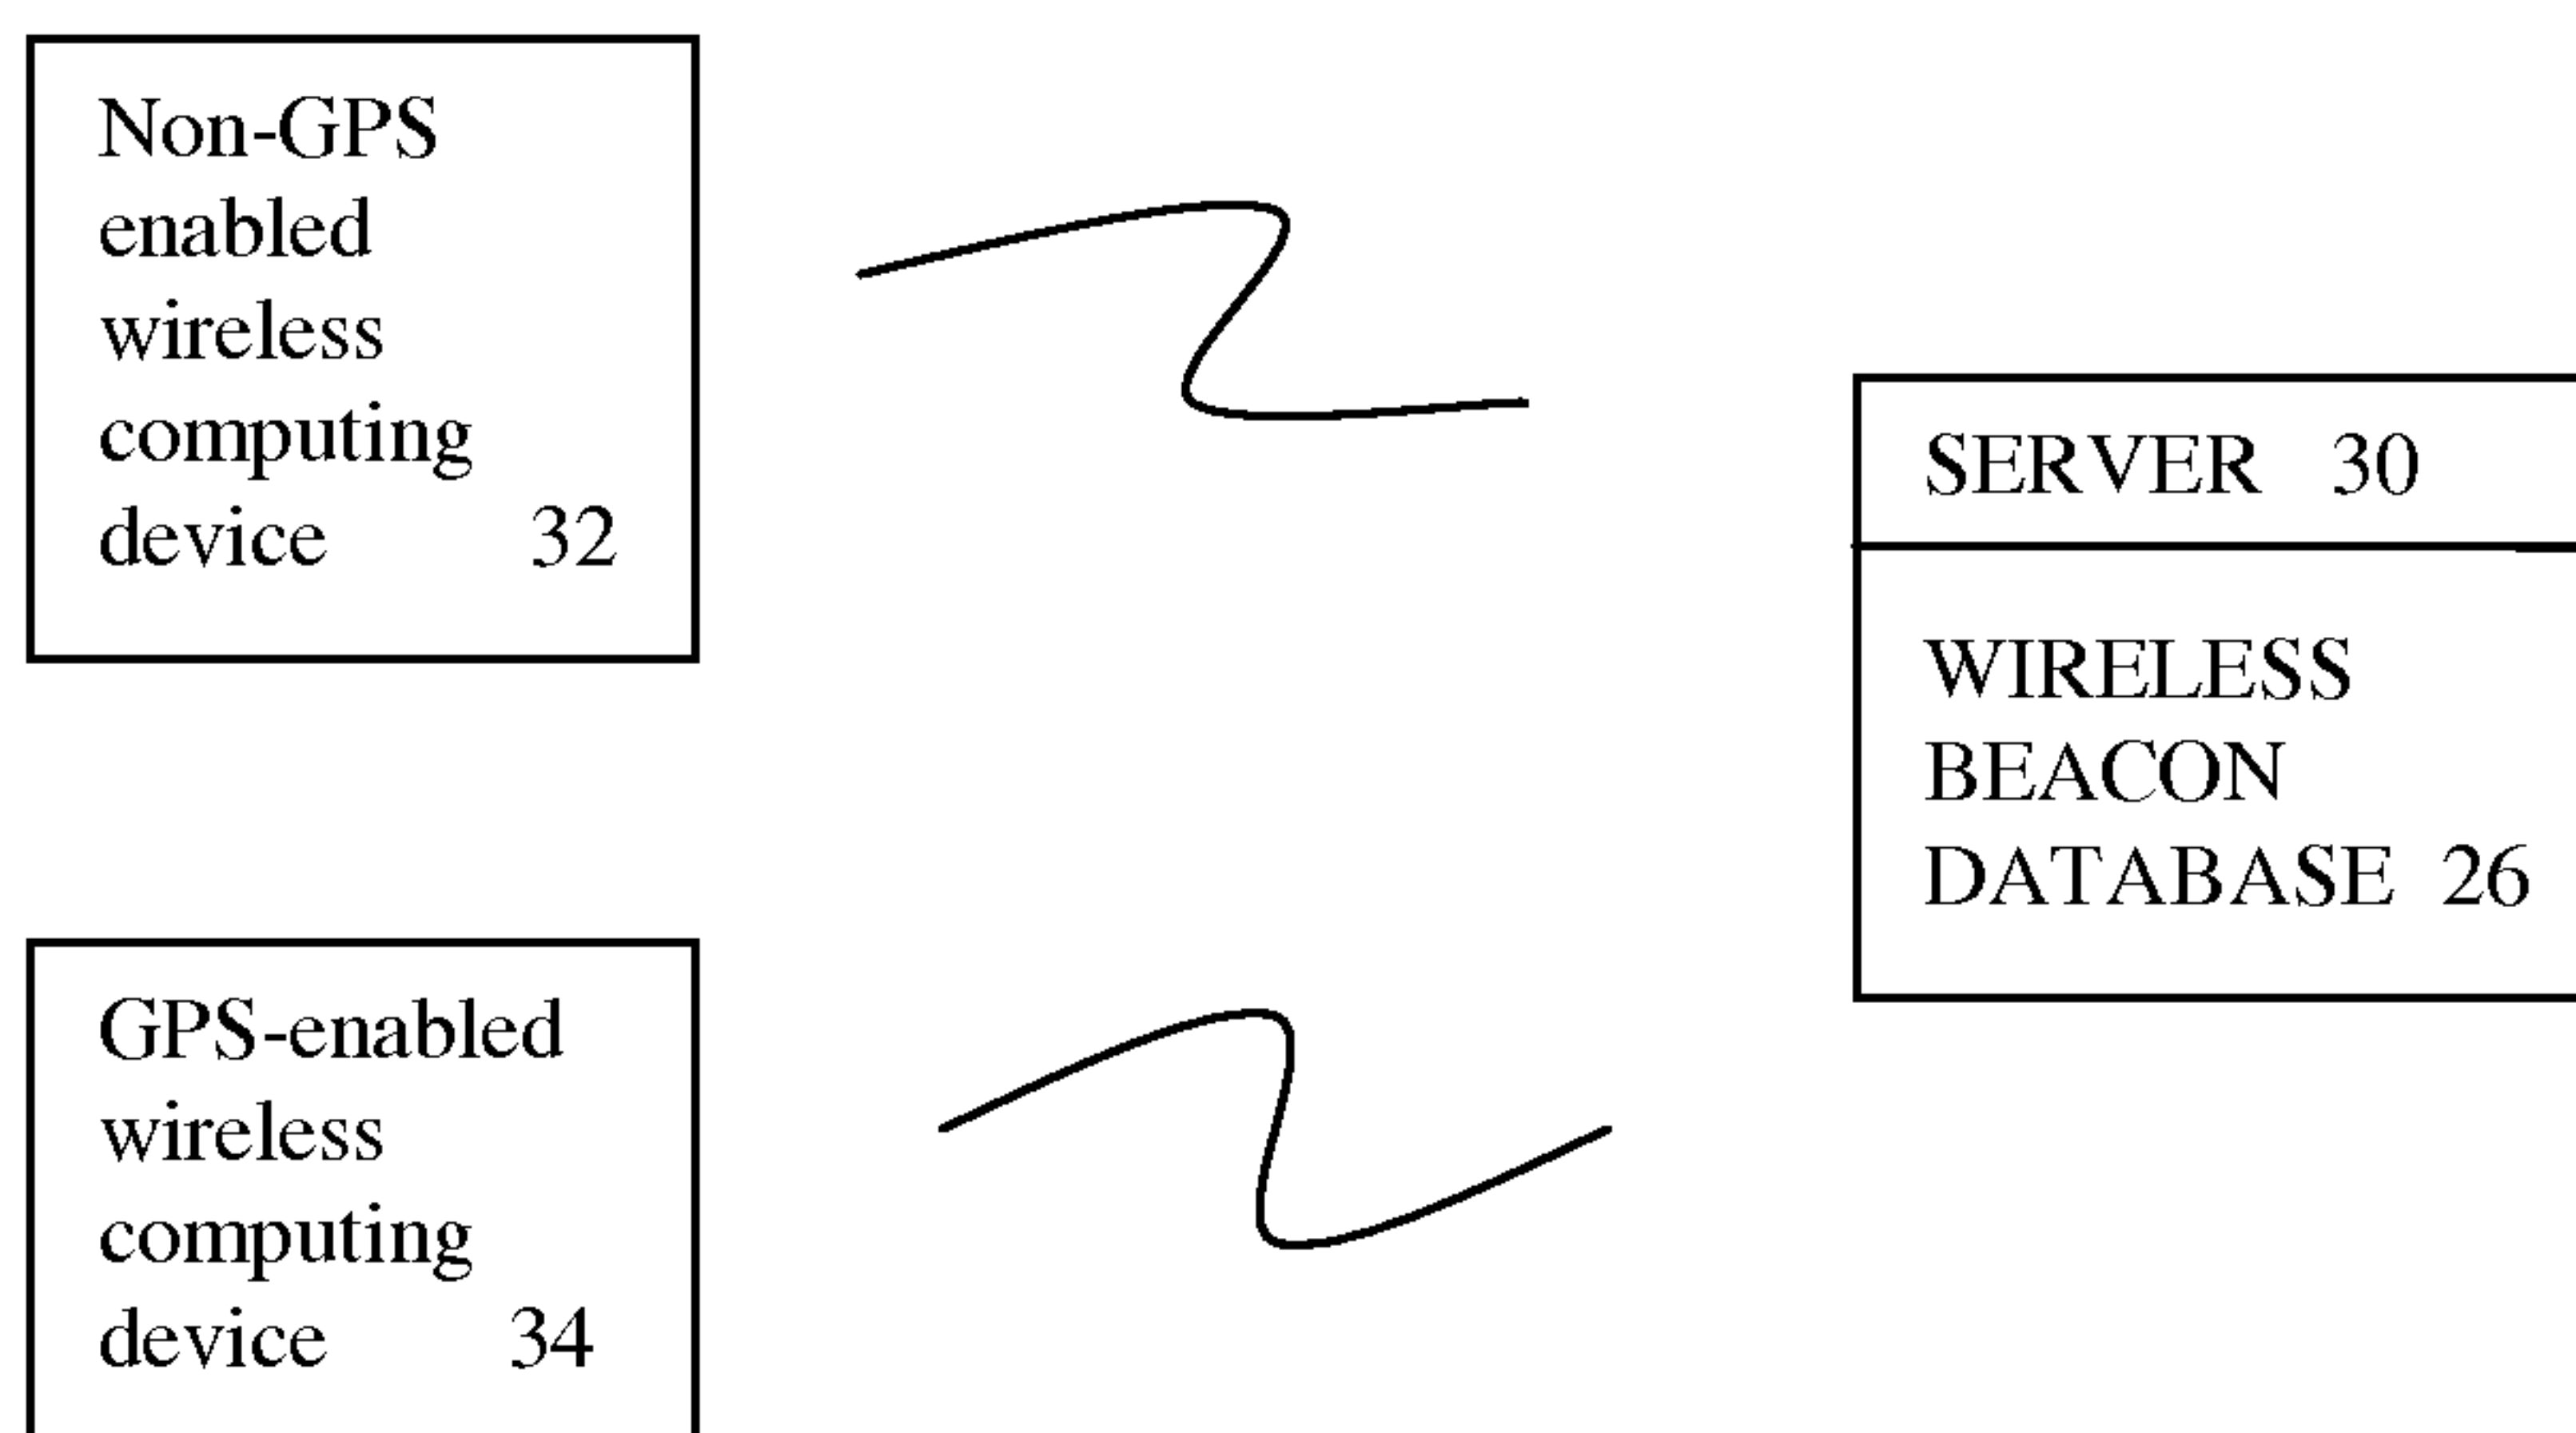 Non-GPS
enabled
wireless
computing
device 32
SERVER 30
WIRELESS
BEACON
DATABASE 26
GPS-enabled
wireless
computing
device 34